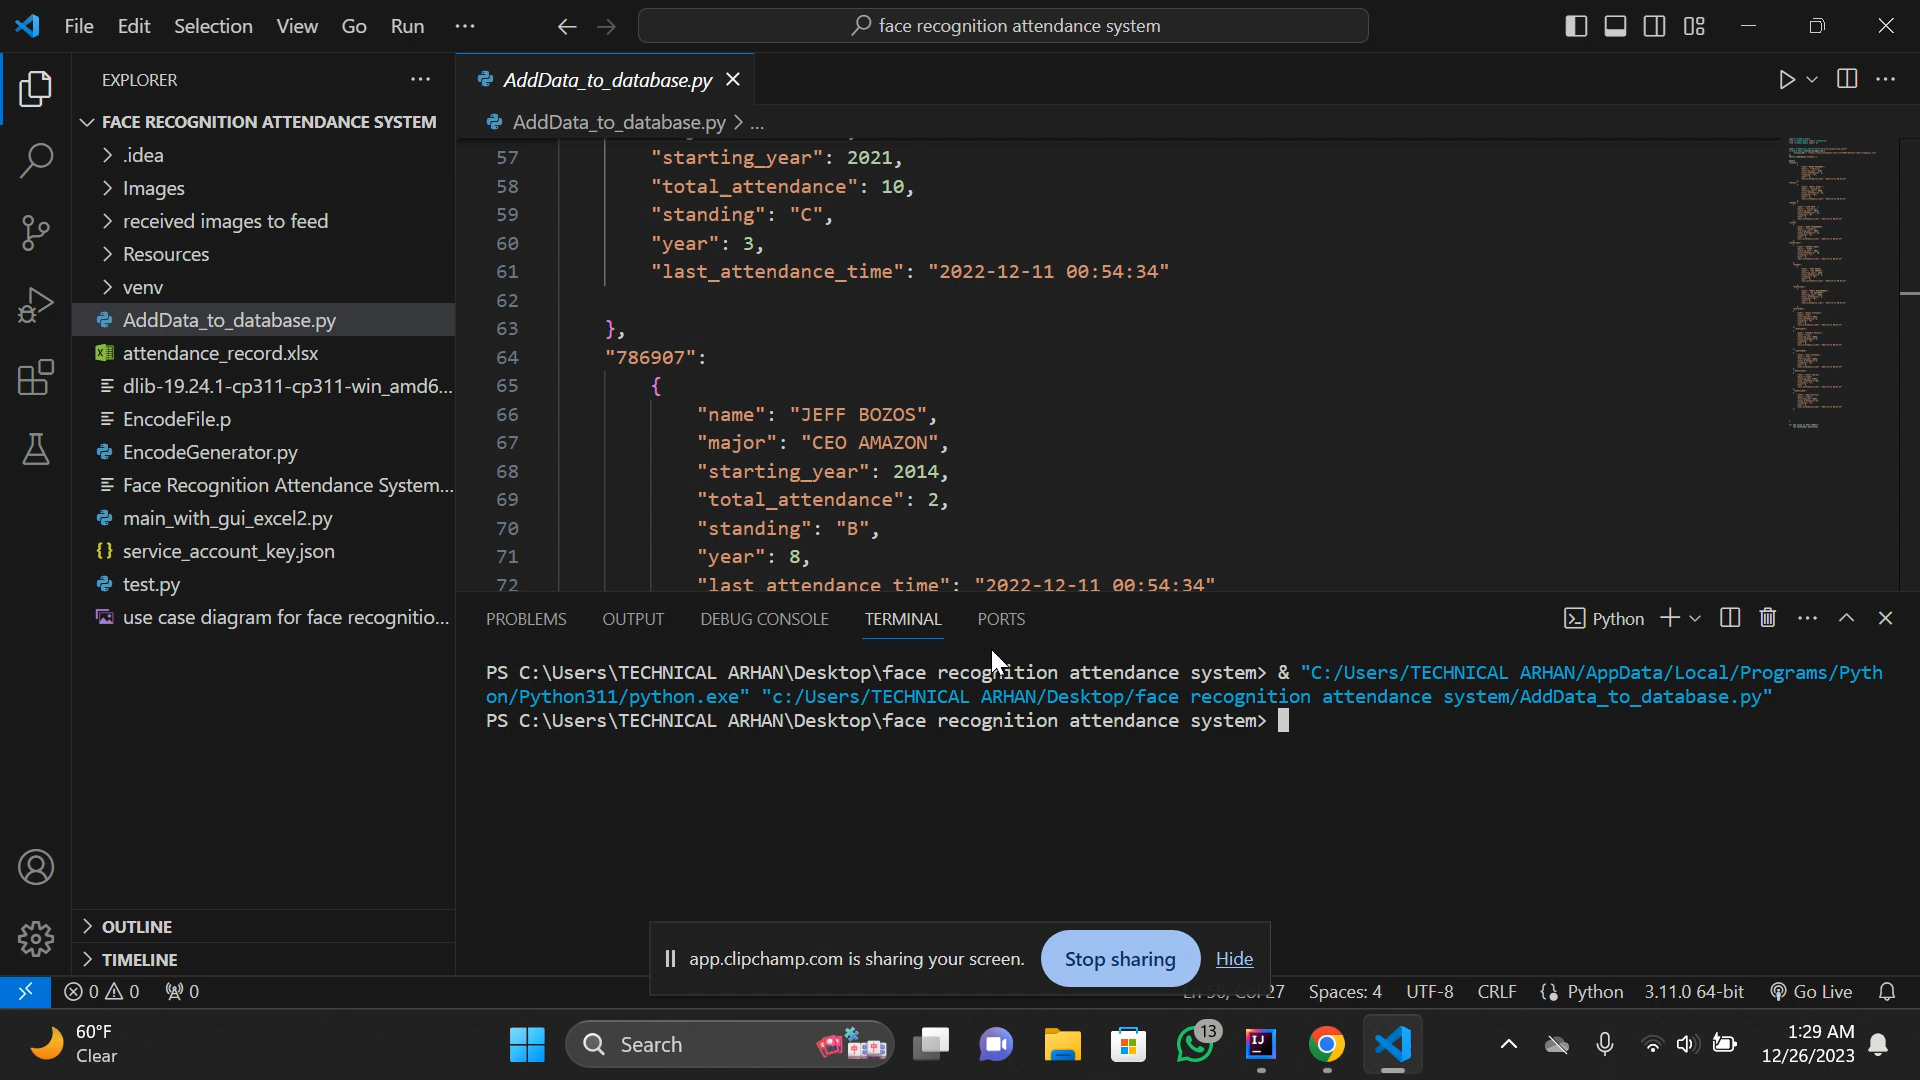 File Edit Selection View Go Run ...
face recognition attendance system
EXPLORER
AddData_to_database.py
FACE RECOGNITION ATTENDANCE SYSTEM
AddData_to_database.py > ...
.idea
Images
received images to feed
Resources
venv
AddData_to_database.py
attendance_record.xlsx
dlib-19.24.1-cp311-cp311-win_amd6...
EncodeFile.p
EncodeGenerator.py
Face Recognition Attendance System...
main_with_gui_excel2.py
service_account_key.json
test.py
use case diagram for face recognitio...
57 "starting_year": 2021,
58 "total_attendance": 10,
59 "standing": "C",
60 "year": 3,
61 "last_attendance_time": "2022-12-11 00:54:34"
62
63 },
64 "786907":
65 {
66 "name": "JEFF BOZOS",
67 "major": "CEO AMAZON",
68 "starting_year": 2014,
69 "total_attendance": 2,
70 "standing": "B",
71 "year": 8,
72 "last_attendance_time": "2022-12-11 00:54:34"
PROBLEMS OUTPUT DEBUG CONSOLE TERMINAL PORTS
Python
PS C:\Users\TECHNICAL ARHAN\Desktop\face recognition attendance system> & "C:/Users/TECHNICAL ARHAN/AppData/Local/Programs/Pyth
on/Python311/python.exe" "c:/Users/TECHNICAL ARHAN/Desktop/face recognition attendance system/AddData_to_database.py"
PS C:\Users\TECHNICAL ARHAN\Desktop\face recognition attendance system>
OUTLINE
TIMELINE
app.clipchamp.com is sharing your screen. Stop sharing Hide
0 0 0
Spaces: 4 UTF-8 CRLF Python 3.11.0 64-bit Go Live
60°F
Clear
Search
13
1:29 AM
12/26/2023